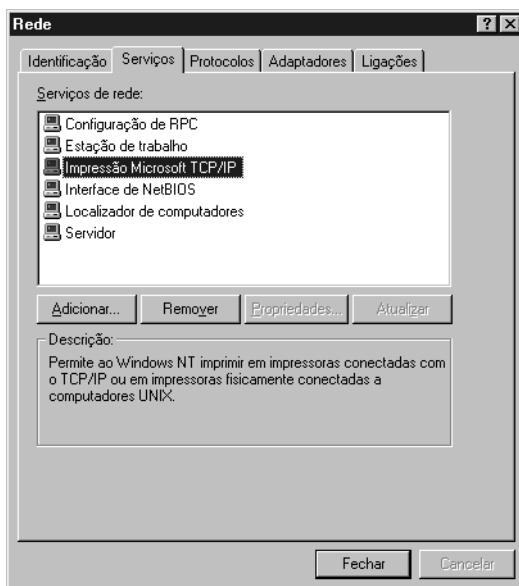 Rede
Identificação Serviços Protocolos Adaptadores Ligações
Serviços de rede:
Configuração de RPC
Estação de trabalho
Impressão Microsoft TCP/IP
Interface de NetBIOS
Localizador de computadores
Servidor
Adicionar... Remover Propriedades... Atualizar
Descrição:
Permite ao Windows NT imprimir em impressoras conectadas com
o TCP/IP ou em impressoras fisicamente conectadas a
computadores UNIX.
Fechar Cancelar